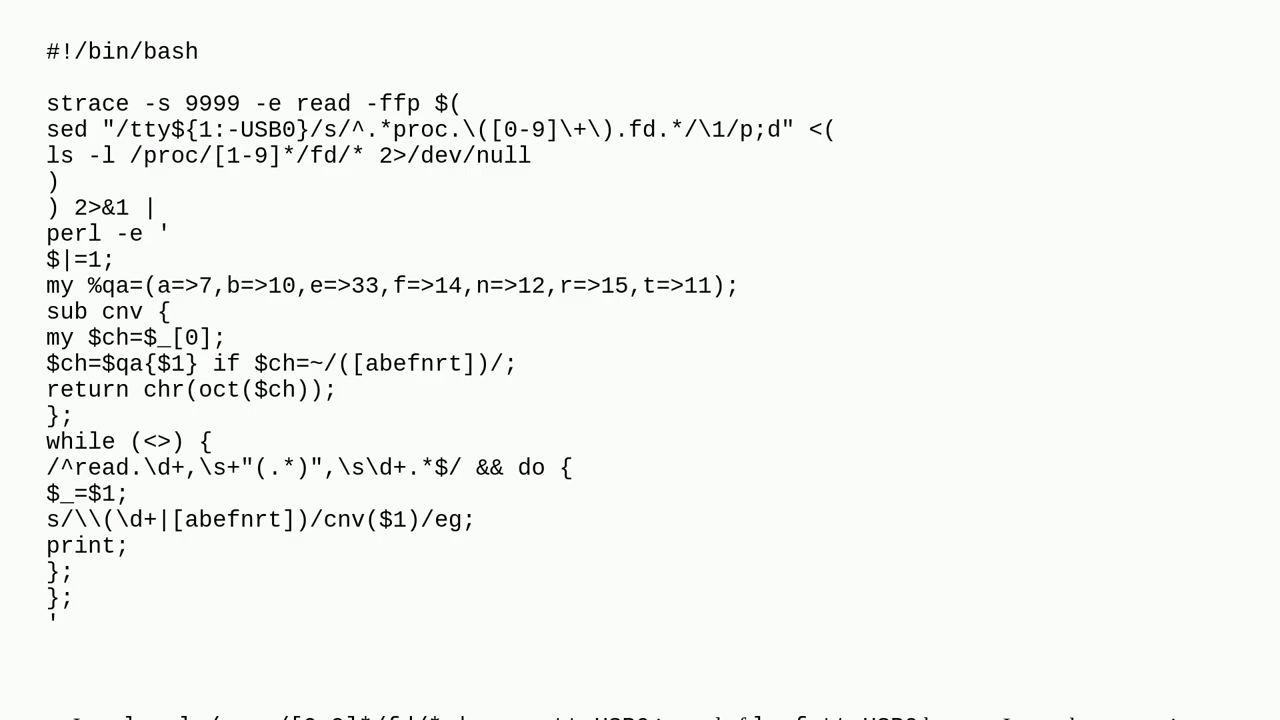 #!/bin/bash
strace -s 9999 -e read -ffp $(
sed "/tty${1:-USB0}/s/^.*proc.\([0-9]\+\).fd.*/\1/p;d" <(
ls -l /proc/[1-9]*/fd/* 2>/dev/null
)
) 2>&1 |
perl -e '
$|=1;
my %qa=(a=>7,b=>10,e=>33,f=>14,n=>12,r=>15,t=>11);
sub cnv {
my $ch=$_[0];
$ch=$qa{$1} if $ch=~/([abefnrt])/;
return chr(oct($ch));
};
while (<>) {
/^read.\d+,\s+"(.*)",\s\d+.*$/ && do {
$_=$1;
s/\\(\d+|[abefnrt])/cnv($1)/eg;
print;
};
};
'